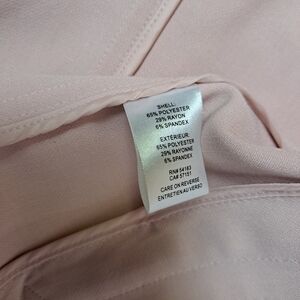 SHELL:
65% POLYESTER
29% RAYON
6% SPANDEX
EXTÉRIEUR:
65% POLYESTER
29% RAYONNE
6% SPANDEX
RN# 54163
CA# 57151
CARE ON REVERSE
ENTRETIEN AU VERSO